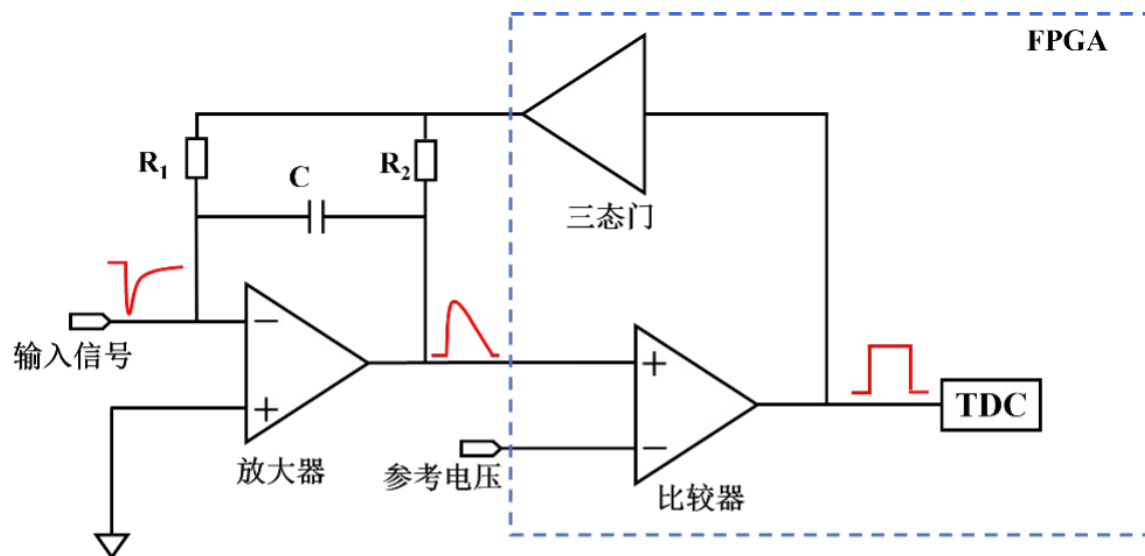 FPGA
R₁
C
R₂
三态门
输入信号
−
+
放大器
参考电压
+
−
比较器
TDC